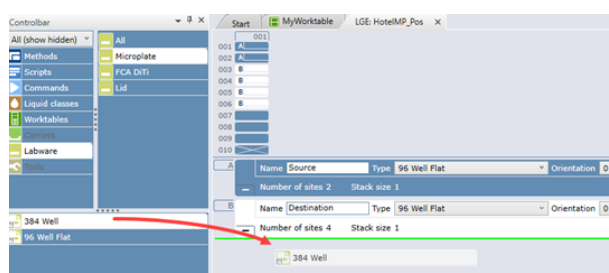 Controlbar
All (show hidden)
Methods
Scripts
Commands
Liquid classes
Worktables
Carriers
Labware
Tools
All
Microplate
FCA DiTi
Lid
384 Well
96 Well Flat
Start MyWorktable LGE: HotelMP_Pos
001
001 A
002 A
003 B
004 B
005 B
006 B
007
008
009
010
A
Name Source Type 96 Well Flat Orientation 0
Number of sites 2 Stack size 1
B
Name Destination Type 96 Well Flat Orientation 0
Number of sites 4 Stack size 1
384 Well